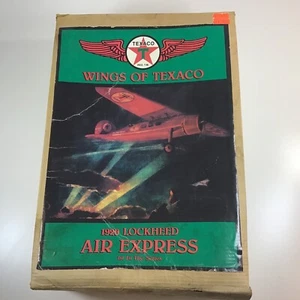 TEXACO
WINGS OF TEXACO
1929 LOCKHEED
AIR EXPRESS